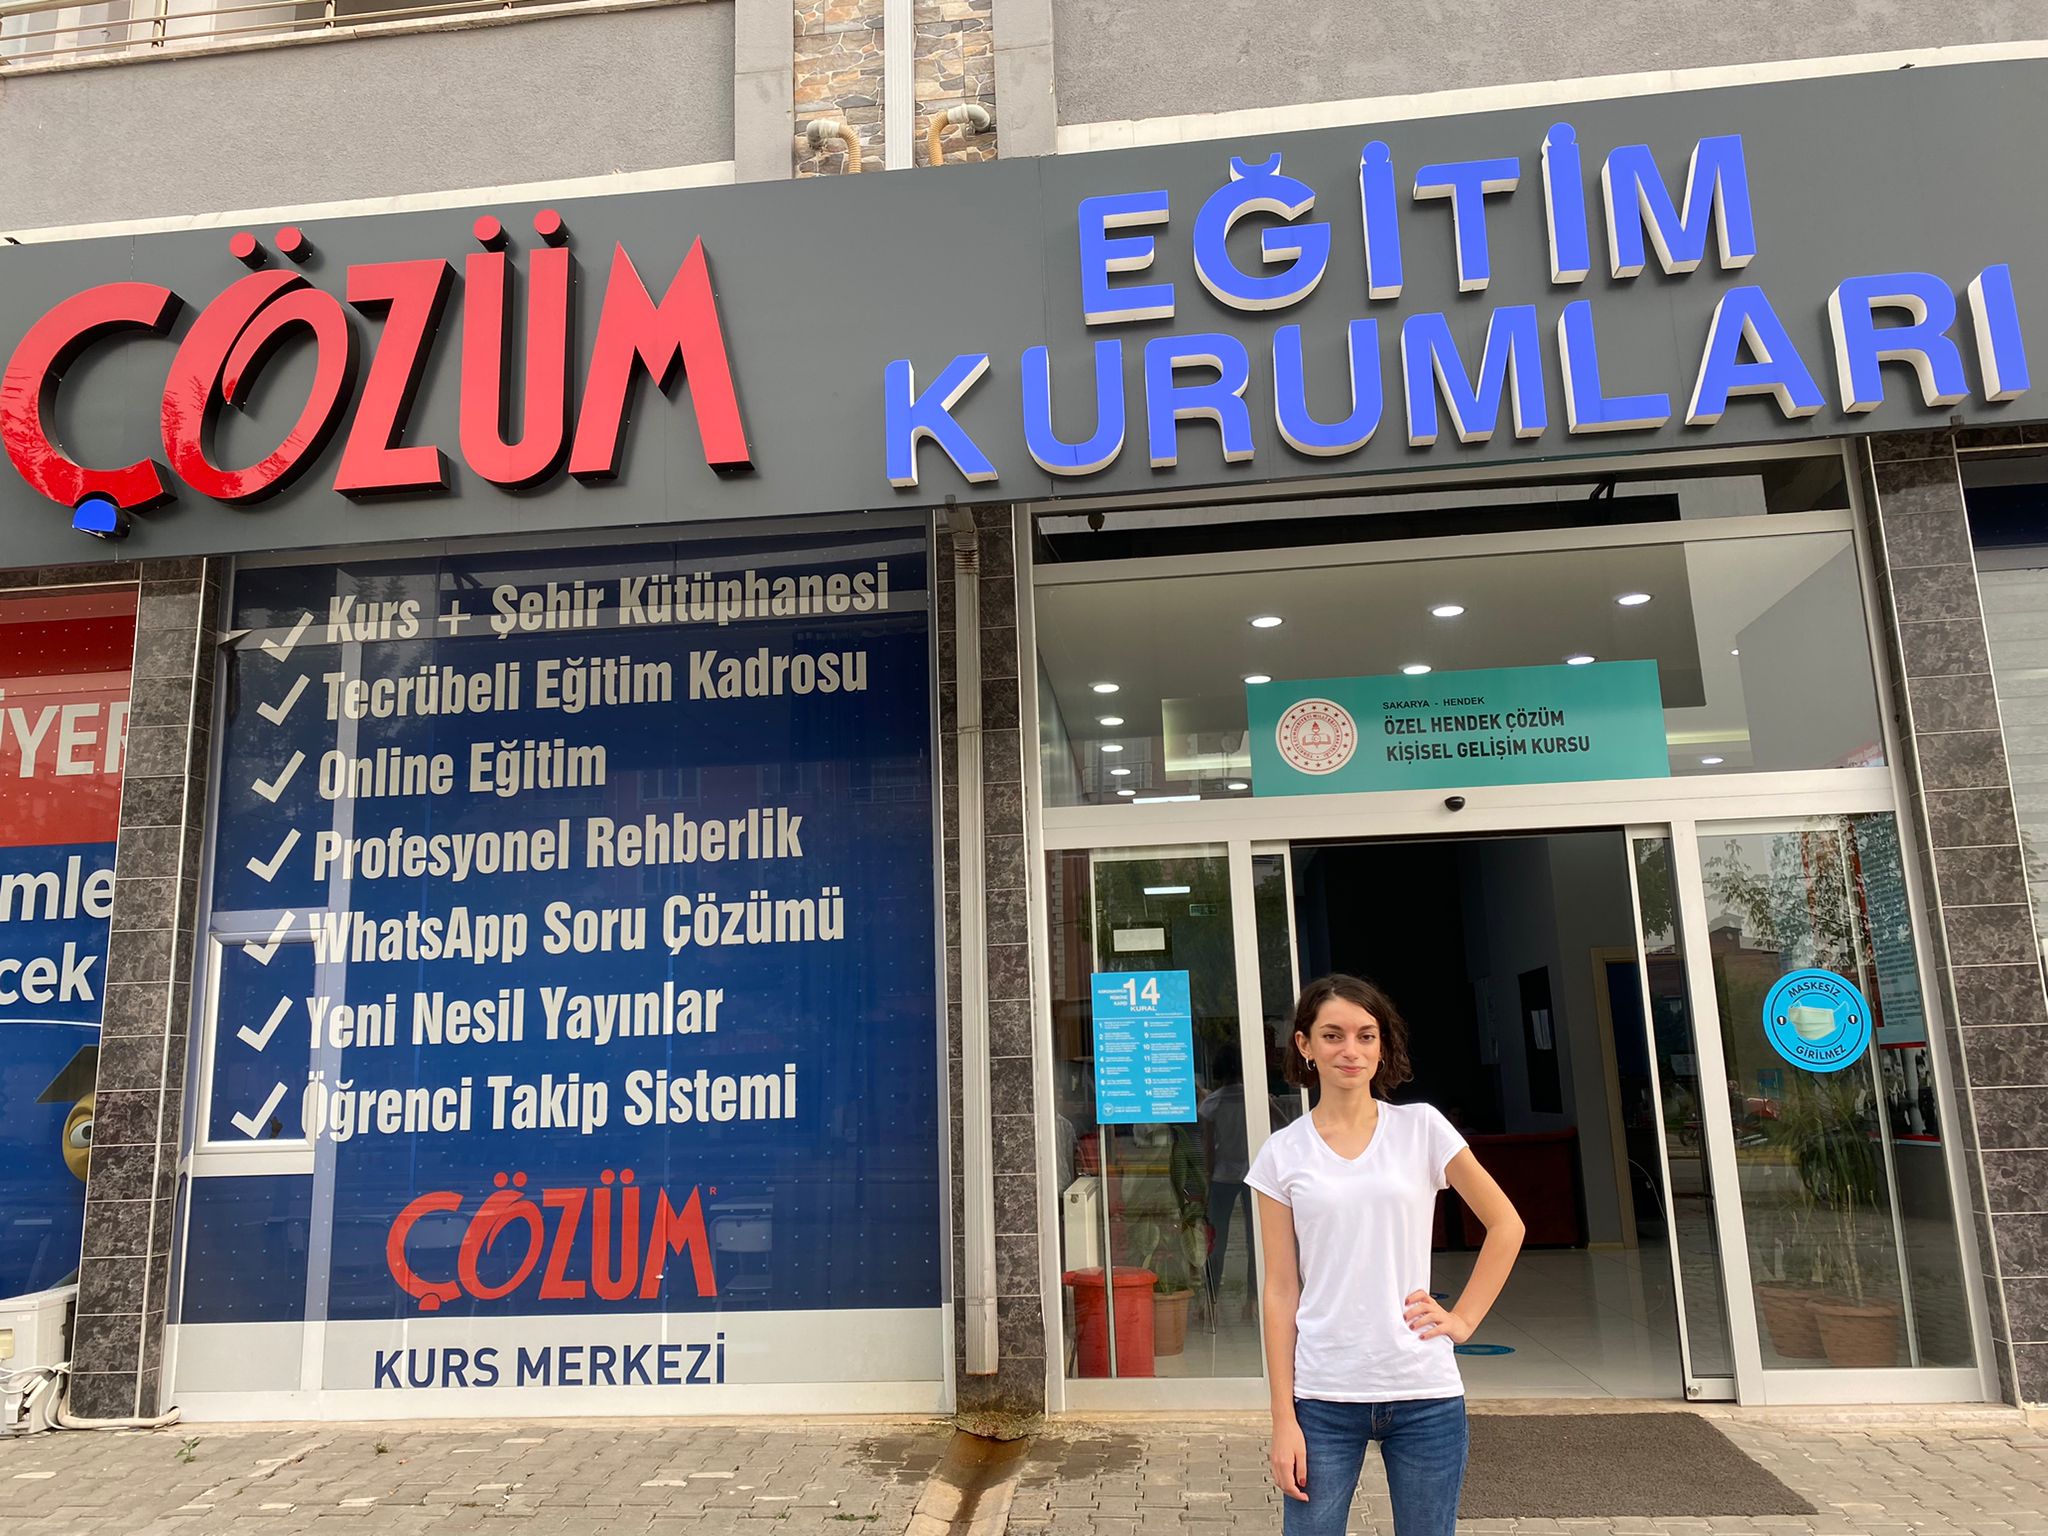 ÇÖZÜM
EĞİTİM
KURUMLARI
Kurs + Şehir Kütüphanesi
Tecrübeli Eğitim Kadrosu
Online Eğitim
Profesyonel Rehberlik
WhatsApp Soru Çözümü
Yeni Nesil Yayınlar
Öğrenci Takip Sistemi
ÇÖZÜM
KURS MERKEZİ
SAKARYA - HENDEK
ÖZEL HENDEK ÇÖZÜM
KİŞİSEL GELİŞİM KURSU
14
KURAL
MASKESİZ
GİRİLMEZ